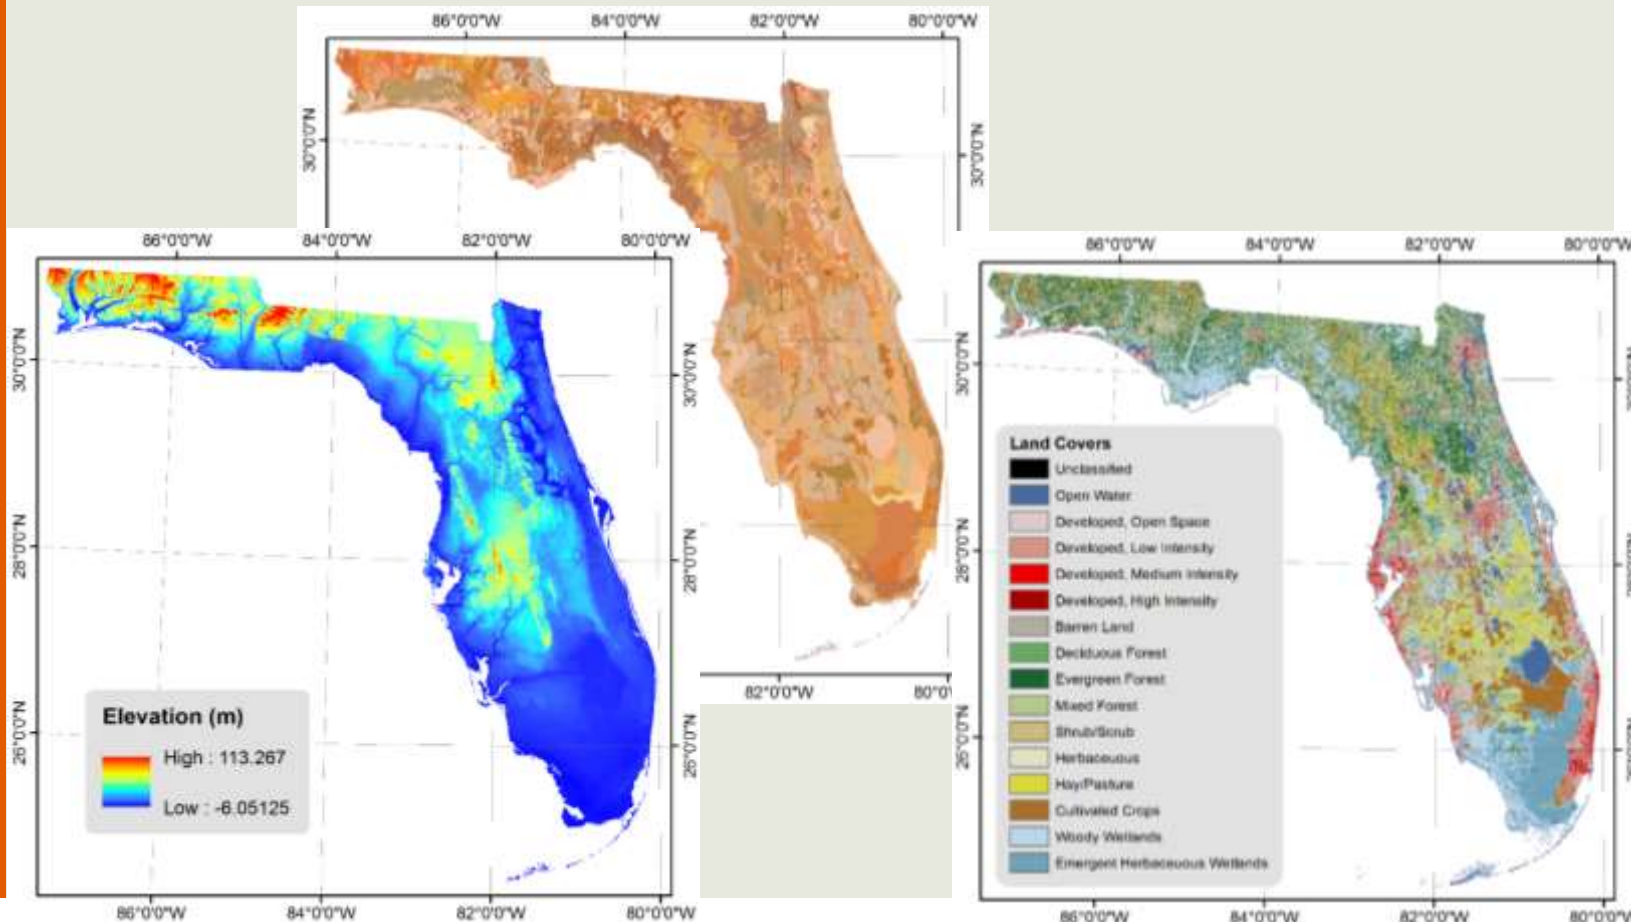 86°0'0"W 84°0'0"W 82°0'0"W 80°0'0"W
30°0'0"N
30°0'0"N
82°0'0"W
86°0'0"W 84°0'0"W 82°0'0"W 80°0'0"W
30°0'0"N
28°0'0"N
26°0'0"N
30°0'0"N
28°0'0"N
26°0'0"N
Elevation (m)
High : 113.267
Low : -6.05125
86°0'0"W 84°0'0"W 82°0'0"W 80°0'0"W
86°0'0"W 84°0'0"W 82°0'0"W 80°0'0"W
30°0'0"N
28°0'0"N
26°0'0"N
Land Covers
Unclassified
Open Water
Developed, Open Space
Developed, Low Intensity
Developed, Medium Intensity
Developed, High Intensity
Barren Land
Deciduous Forest
Evergreen Forest
Mixed Forest
Shrub/Scrub
Herbaceous
Hay/Pasture
Cultivated Crops
Woody Wetlands
Emergent Herbaceuous Wetlands
86°0'0"W 84°0'0"W 82°0'0"W 80°0'0"W